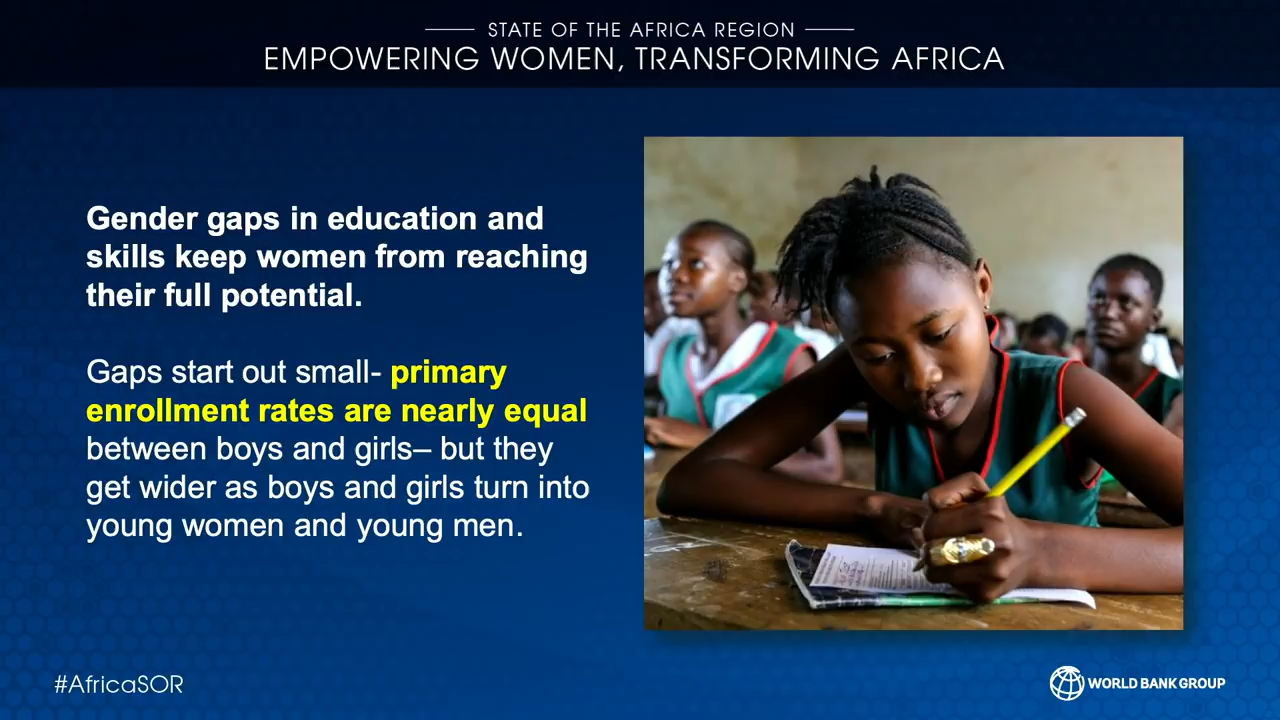 STATE OF THE AFRICA REGION
EMPOWERING WOMEN, TRANSFORMING AFRICA
Gender gaps in education and
skills keep women from reaching
their full potential.
Gaps start out small- primary
enrollment rates are nearly equal
between boys and girls– but they
get wider as boys and girls turn into
young women and young men.
#AfricaSOR
WORLD BANK GROUP